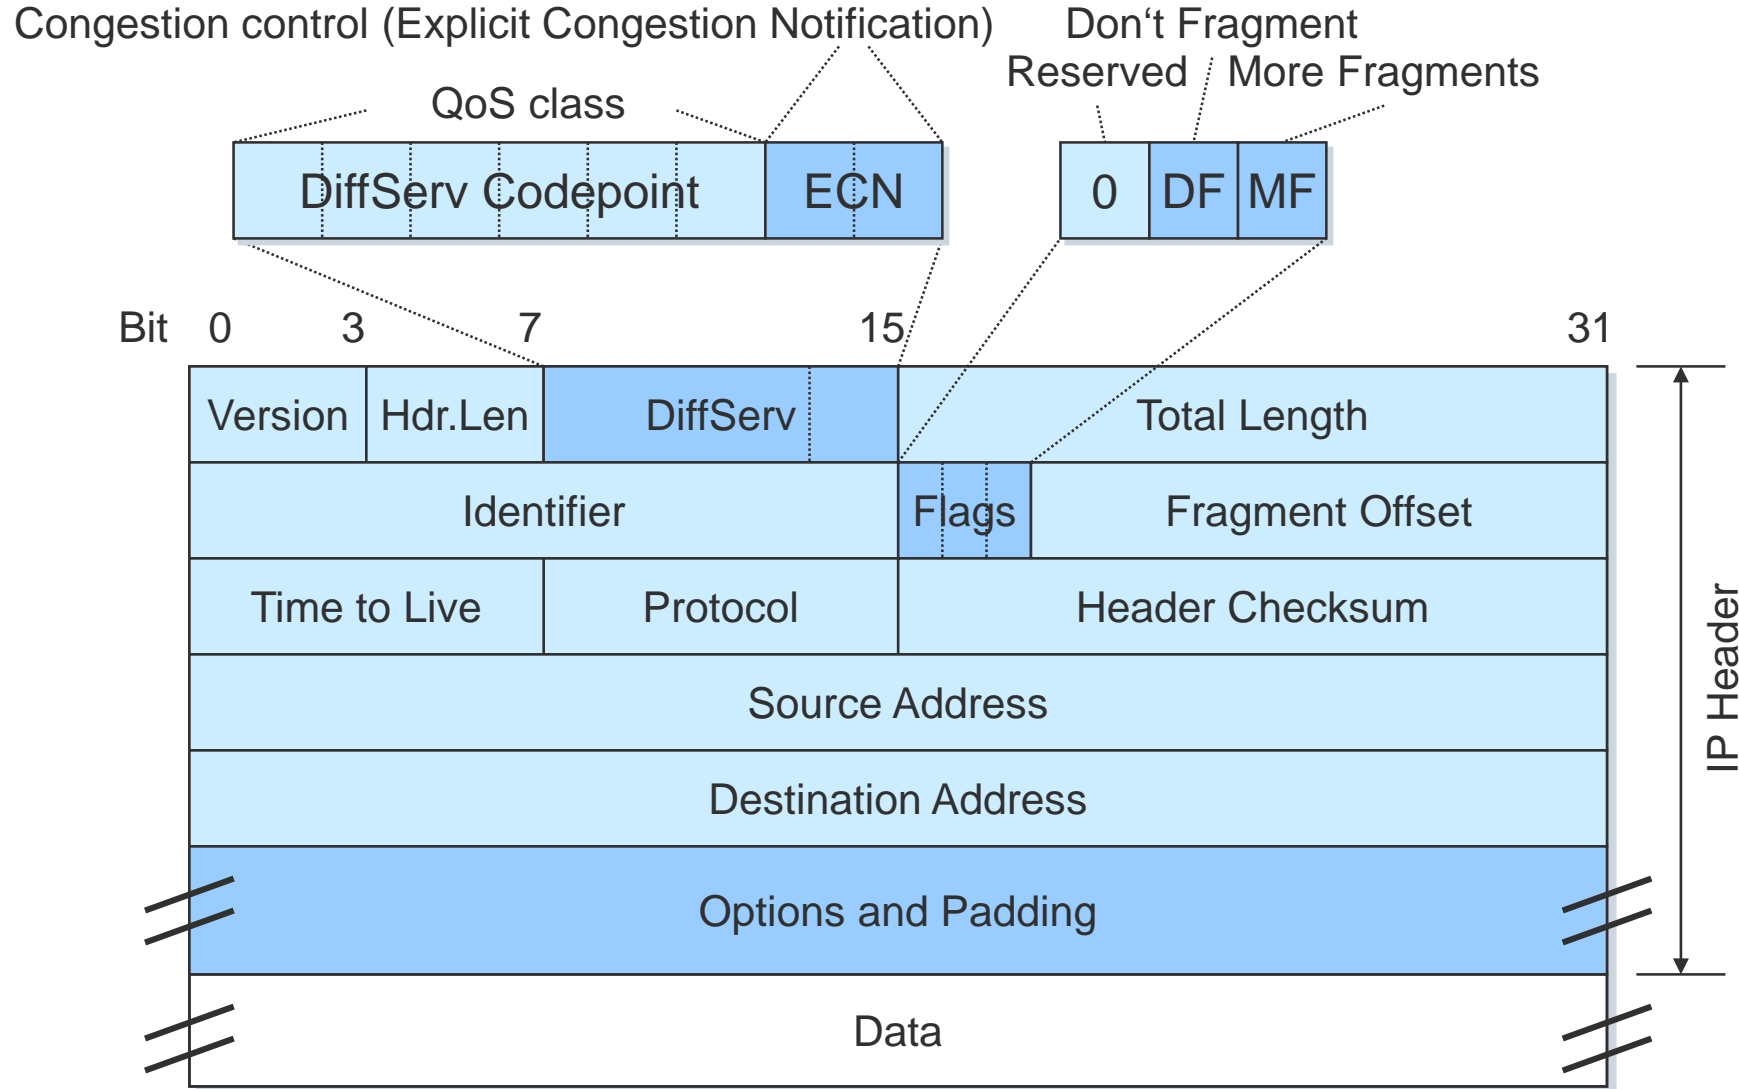 Congestion control (Explicit Congestion Notification) Don‘t Fragment
Reserved More Fragments
QoS class
DiffServ Codepoint ECN 0 DF MF
Bit 0 3 7 15 31
Version Hdr.Len DiffServ Total Length
Identifier Flags Fragment Offset
Time to Live Protocol Header Checksum
Source Address
Destination Address
Options and Padding
Data
IP Header